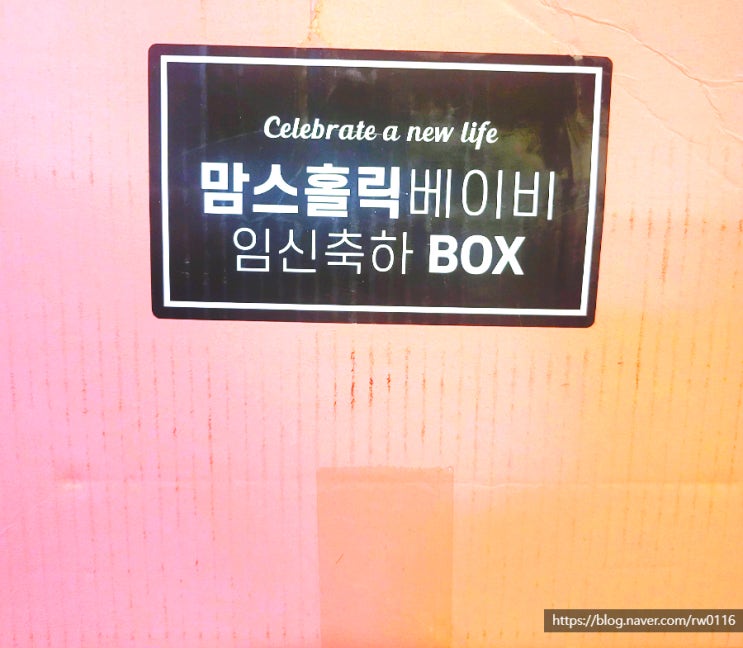 Celebrate a new life
맘스홀릭베이비
임신축하 BOX
https://blog.naver.com/rw0116